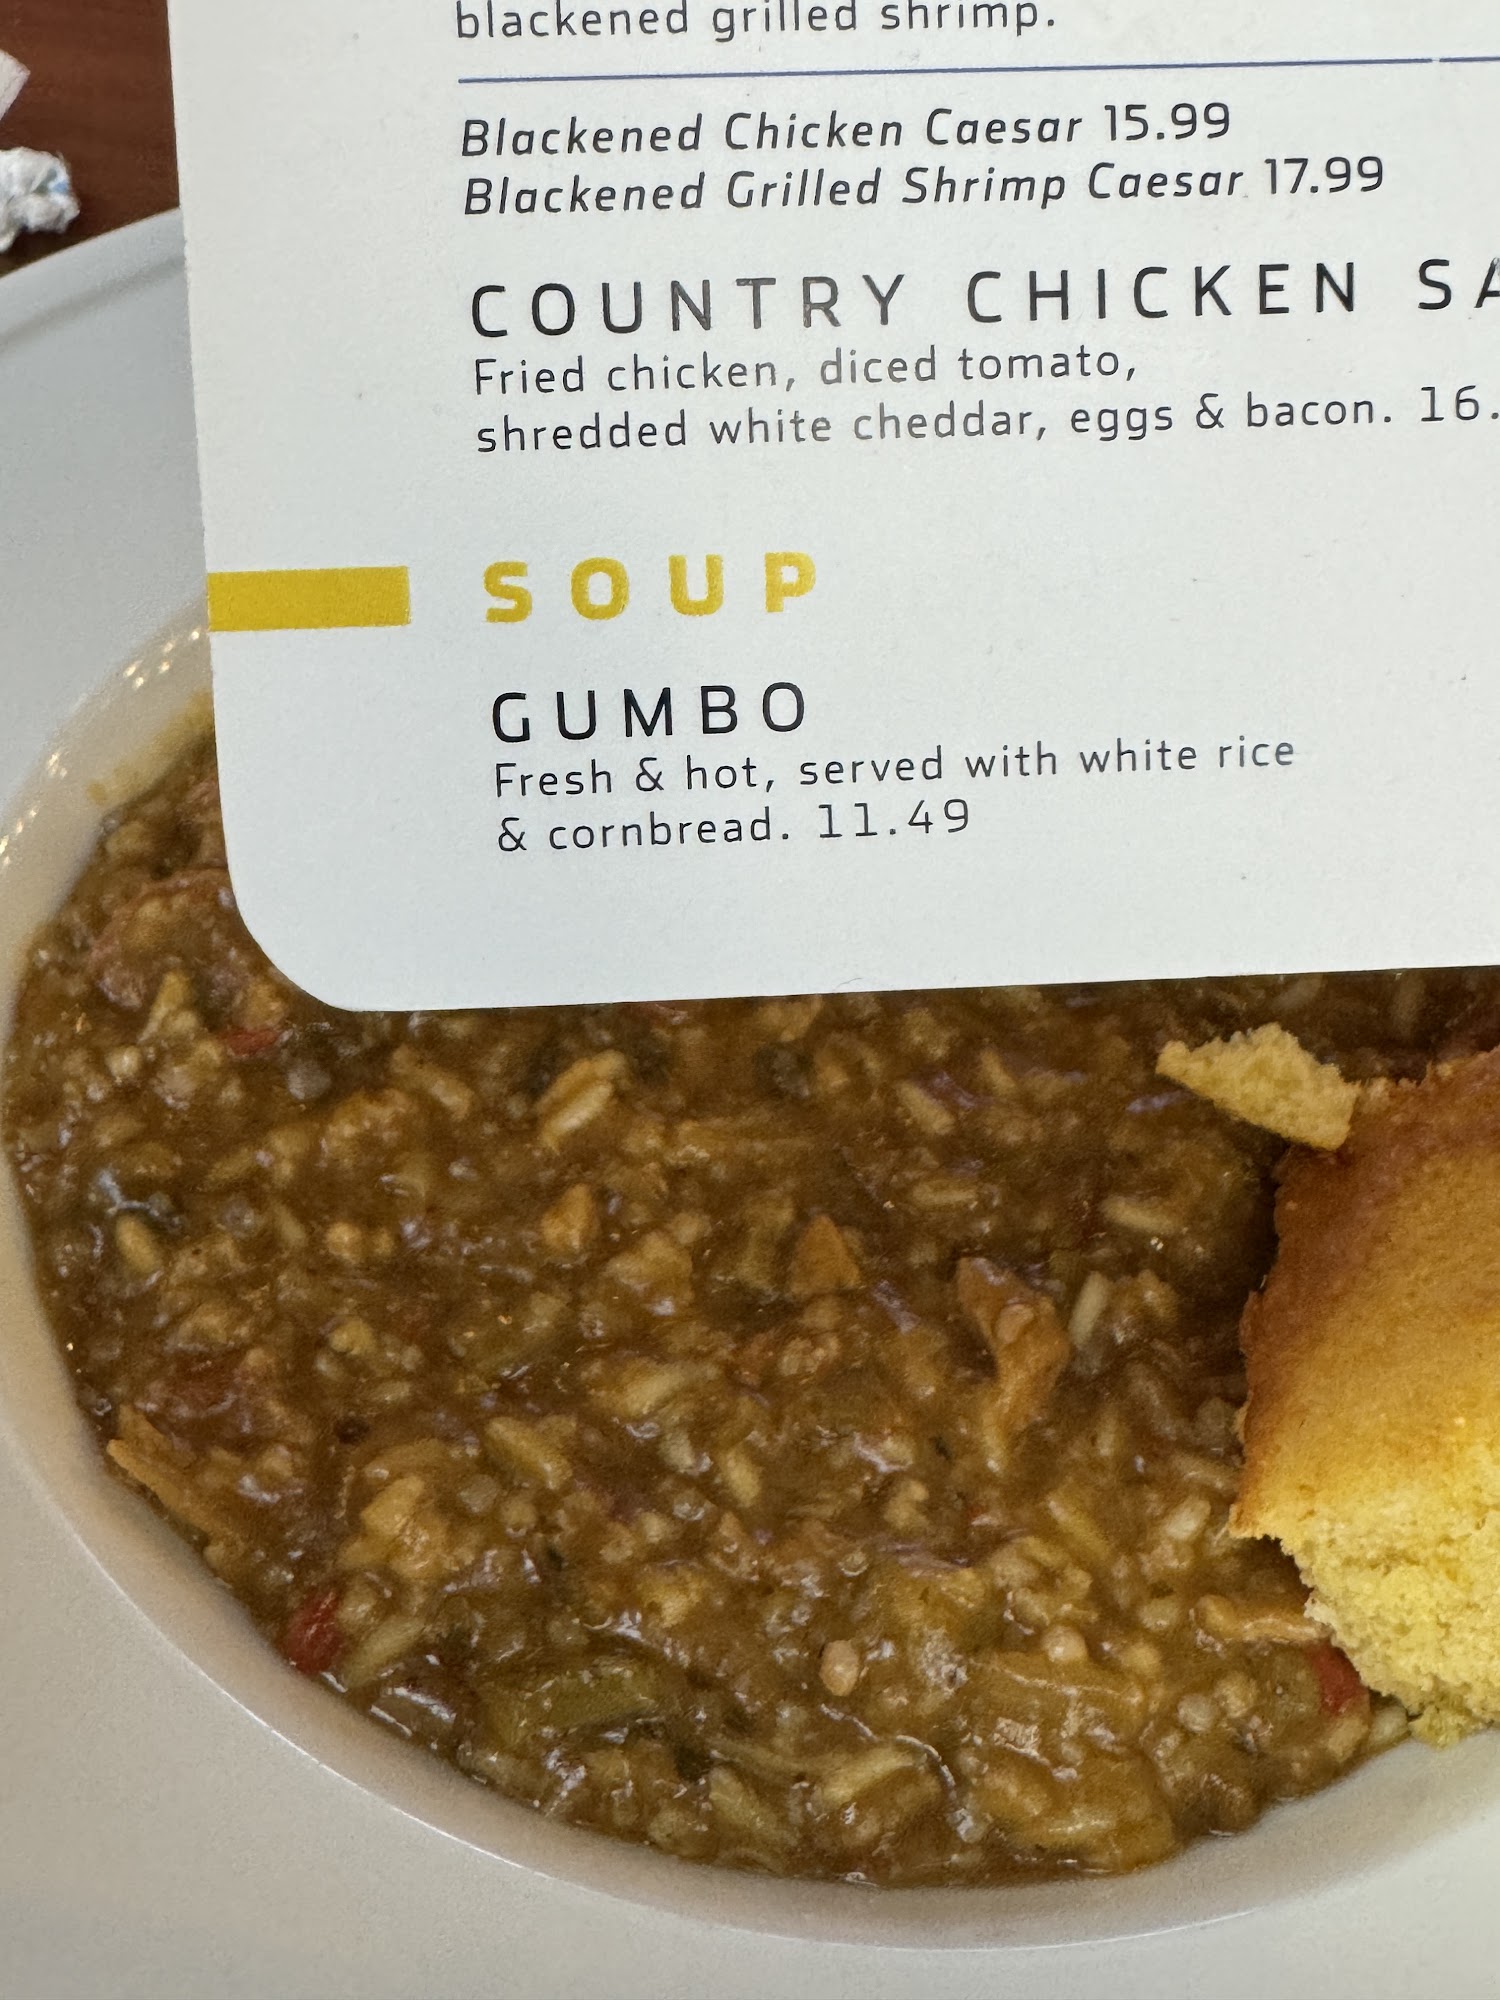 blackened grilled shrimp.
Blackened Chicken Caesar 15.99
Blackened Grilled Shrimp Caesar 17.99
COUNTRY CHICKEN
Fried chicken, diced tomato,
shredded white cheddar, eggs & bacon. 16.
SOUP
GUMBO
Fresh & hot, served with white rice
& cornbread. 11.49